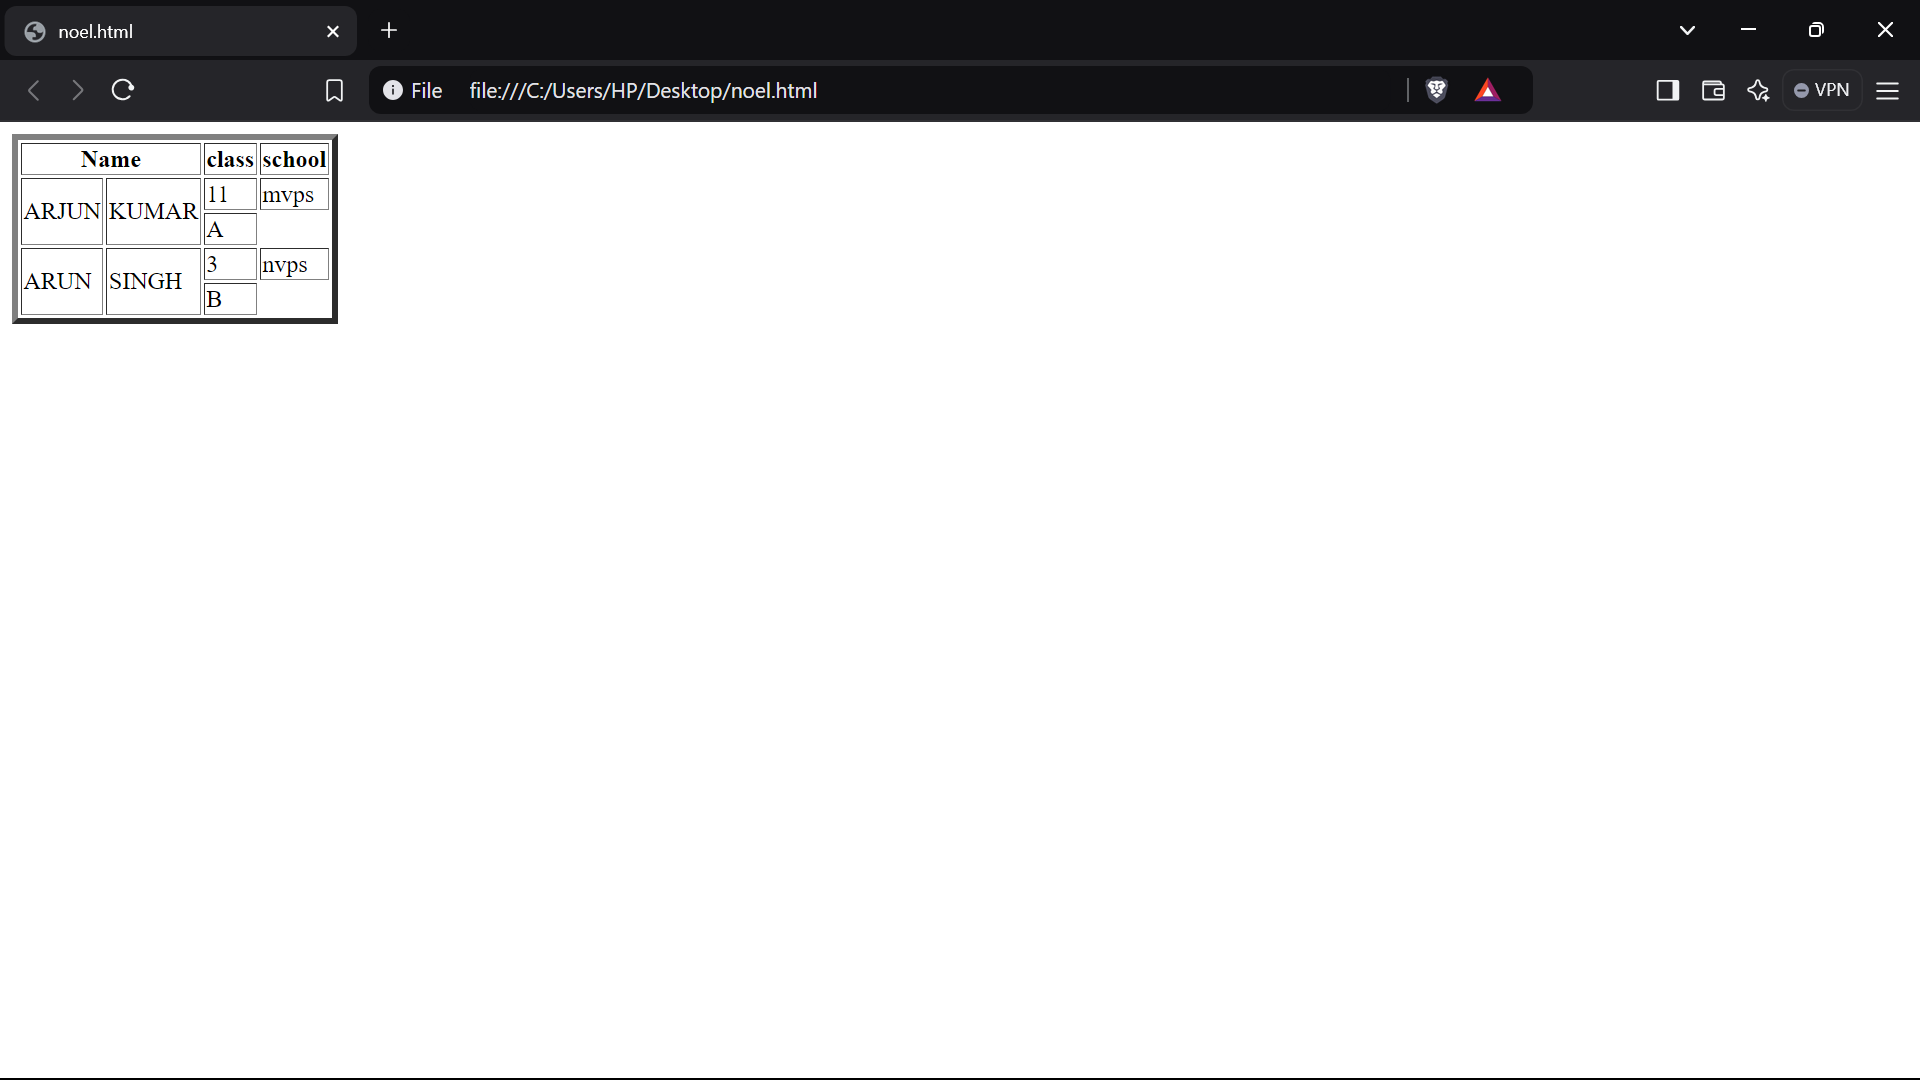 noel.html
File file:///C:/Users/HP/Desktop/noel.html
VPN
Name class school
ARJUN KUMAR 11 mvps
A
ARUN SINGH 3 nvps
B